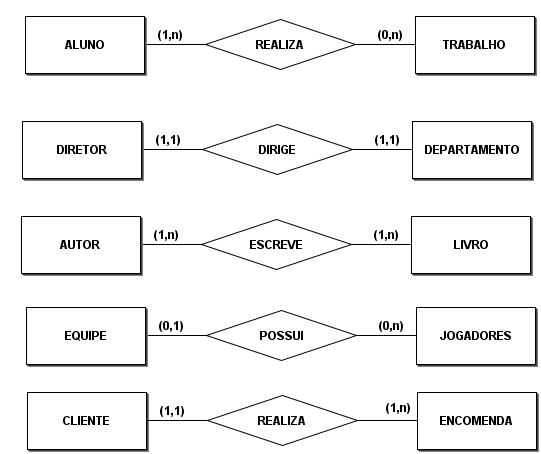 ALUNO (1,n) REALIZA (0,n) TRABALHO
DIRETOR (1,1) DIRIGE (1,1) DEPARTAMENTO
AUTOR (1,n) ESCREVE (1,n) LIVRO
EQUIPE (0,1) POSSUI (0,n) JOGADORES
CLIENTE (1,1) REALIZA (1,n) ENCOMENDA